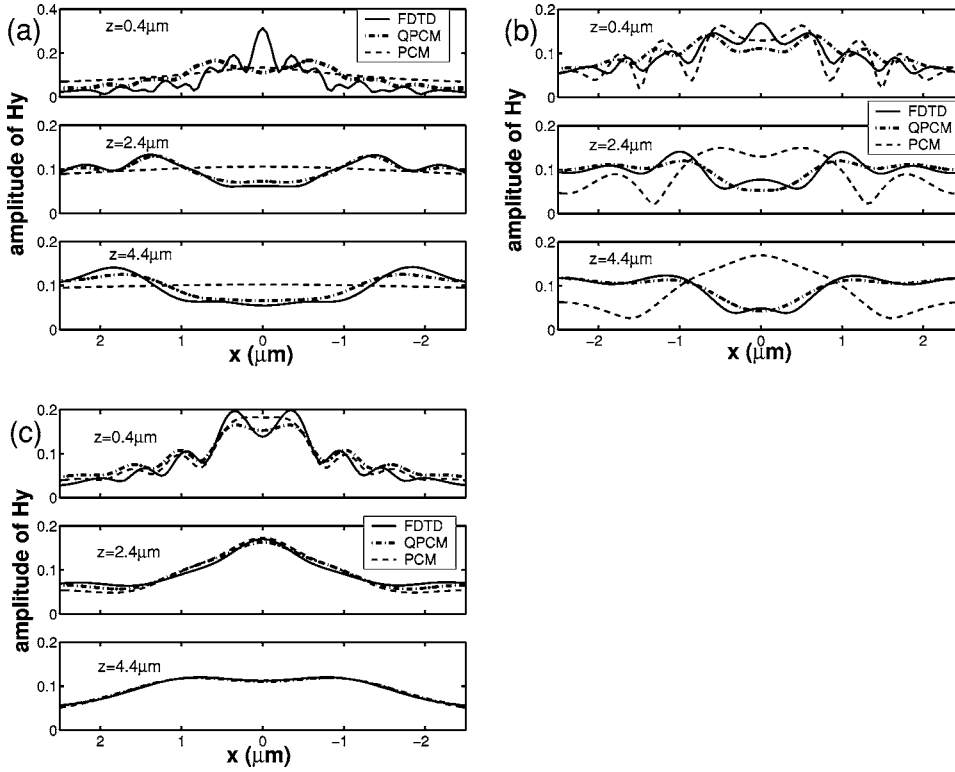 (a)
amplitude of Hy
0.4
0.2
0
z=0.4μm
FDTD
QPCM
PCM
0.2
0.1
0
z=2.4μm
0.2
0.1
0
z=4.4μm
2
1
0
-1
-2
x (μm)
(b)
amplitude of Hy
0.2
0.1
0
z=0.4μm
FDTD
QPCM
PCM
0.2
0.1
0
z=2.4μm
0.2
0.1
0
z=4.4μm
-2
-1
0
1
2
x (μm)
(c)
amplitude of Hy
0.2
0.1
0
z=0.4μm
0.2
0.1
0
z=2.4μm
FDTD
QPCM
PCM
0.2
0.1
0
z=4.4μm
2
1
0
-1
-2
x (μm)